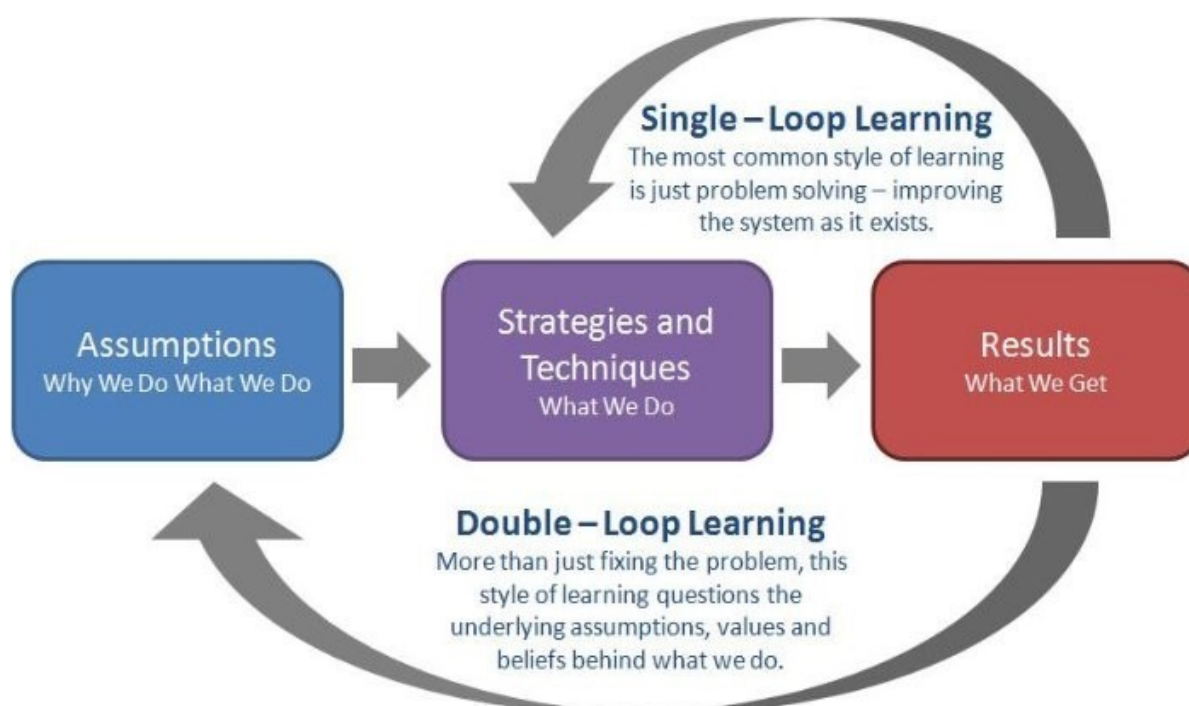 Single – Loop Learning
The most common style of learning
is just problem solving – improving
the system as it exists.
Assumptions
Why We Do What We Do
Strategies and
Techniques
What We Do
Results
What We Get
Double – Loop Learning
More than just fixing the problem, this
style of learning questions the
underlying assumptions, values and
beliefs behind what we do.